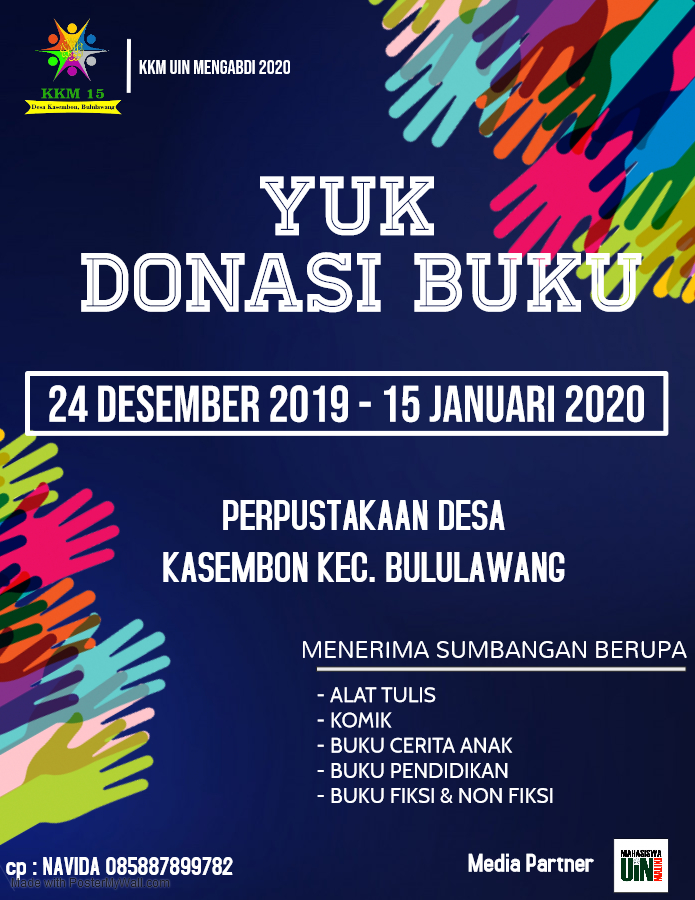 KKM 15
Desa Kasembon, Bululawang
KKM UIN MENGABDI 2020
YUK
DONASI BUKU
24 DESEMBER 2019 - 15 JANUARI 2020
PERPUSTAKAAN DESA
KASEMBON KEC. BULULAWANG
MENERIMA SUMBANGAN BERUPA
- ALAT TULIS
- KOMIK
- BUKU CERITA ANAK
- BUKU PENDIDIKAN
- BUKU FIKSI & NON FIKSI
cp : NAVIDA 085887899782
Made with PosterMyWall.com
Media Partner
MAHASISWA
UiN